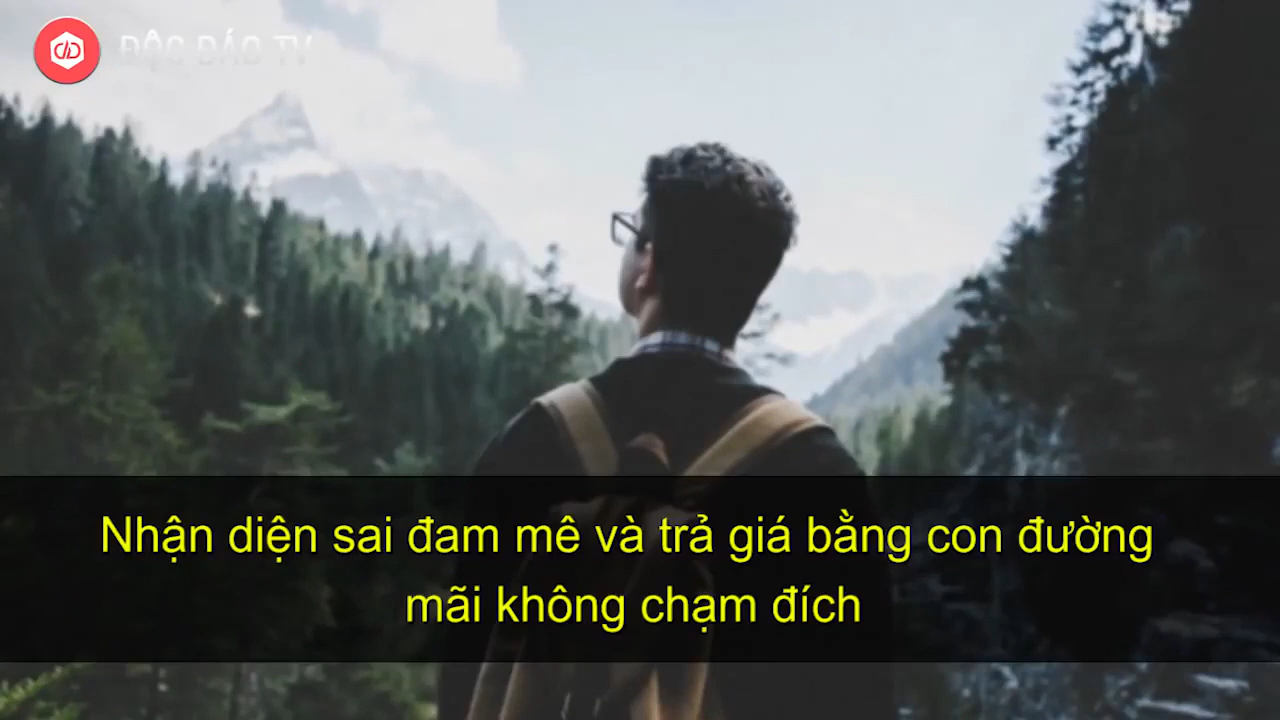 ĐỘC ĐÁO TV
Nhận diện sai đam mê và trả giá bằng con đường
mãi không chạm đích